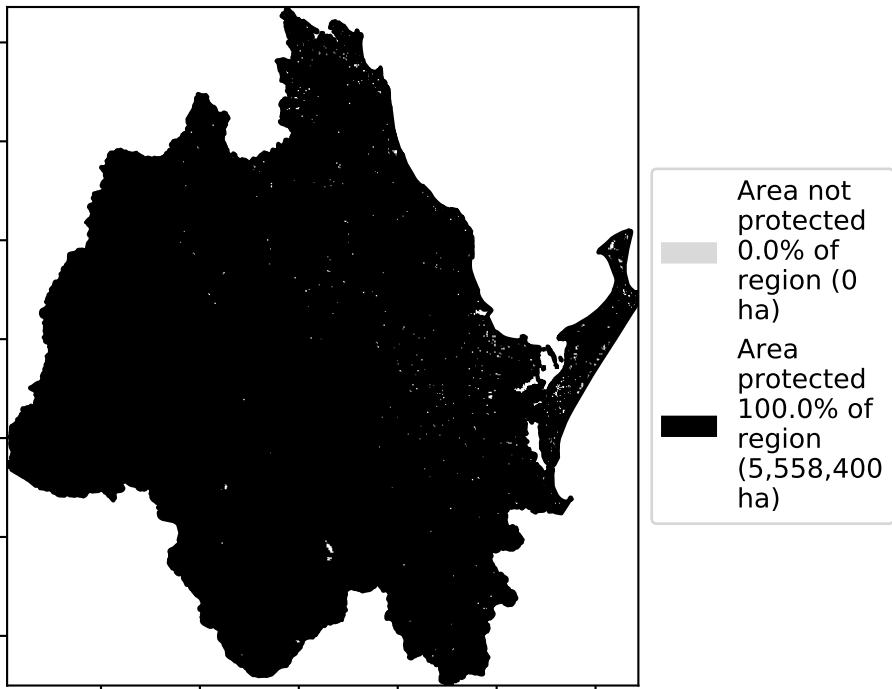 Area not
protected
0.0% of
region (0
ha)
Area
protected
100.0% of
region
(5,558,400
ha)